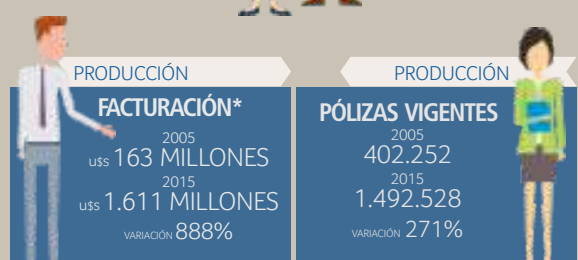 PRODUCCIÓN
FACTURACIÓN*
2005
U$S 163 MILLONES
2015
U$S 1.611 MILLONES
VARIACIÓN 888%
PRODUCCIÓN
PÓLIZAS VIGENTES
2005
402.252
2015
1.492.528
VARIACIÓN 271%